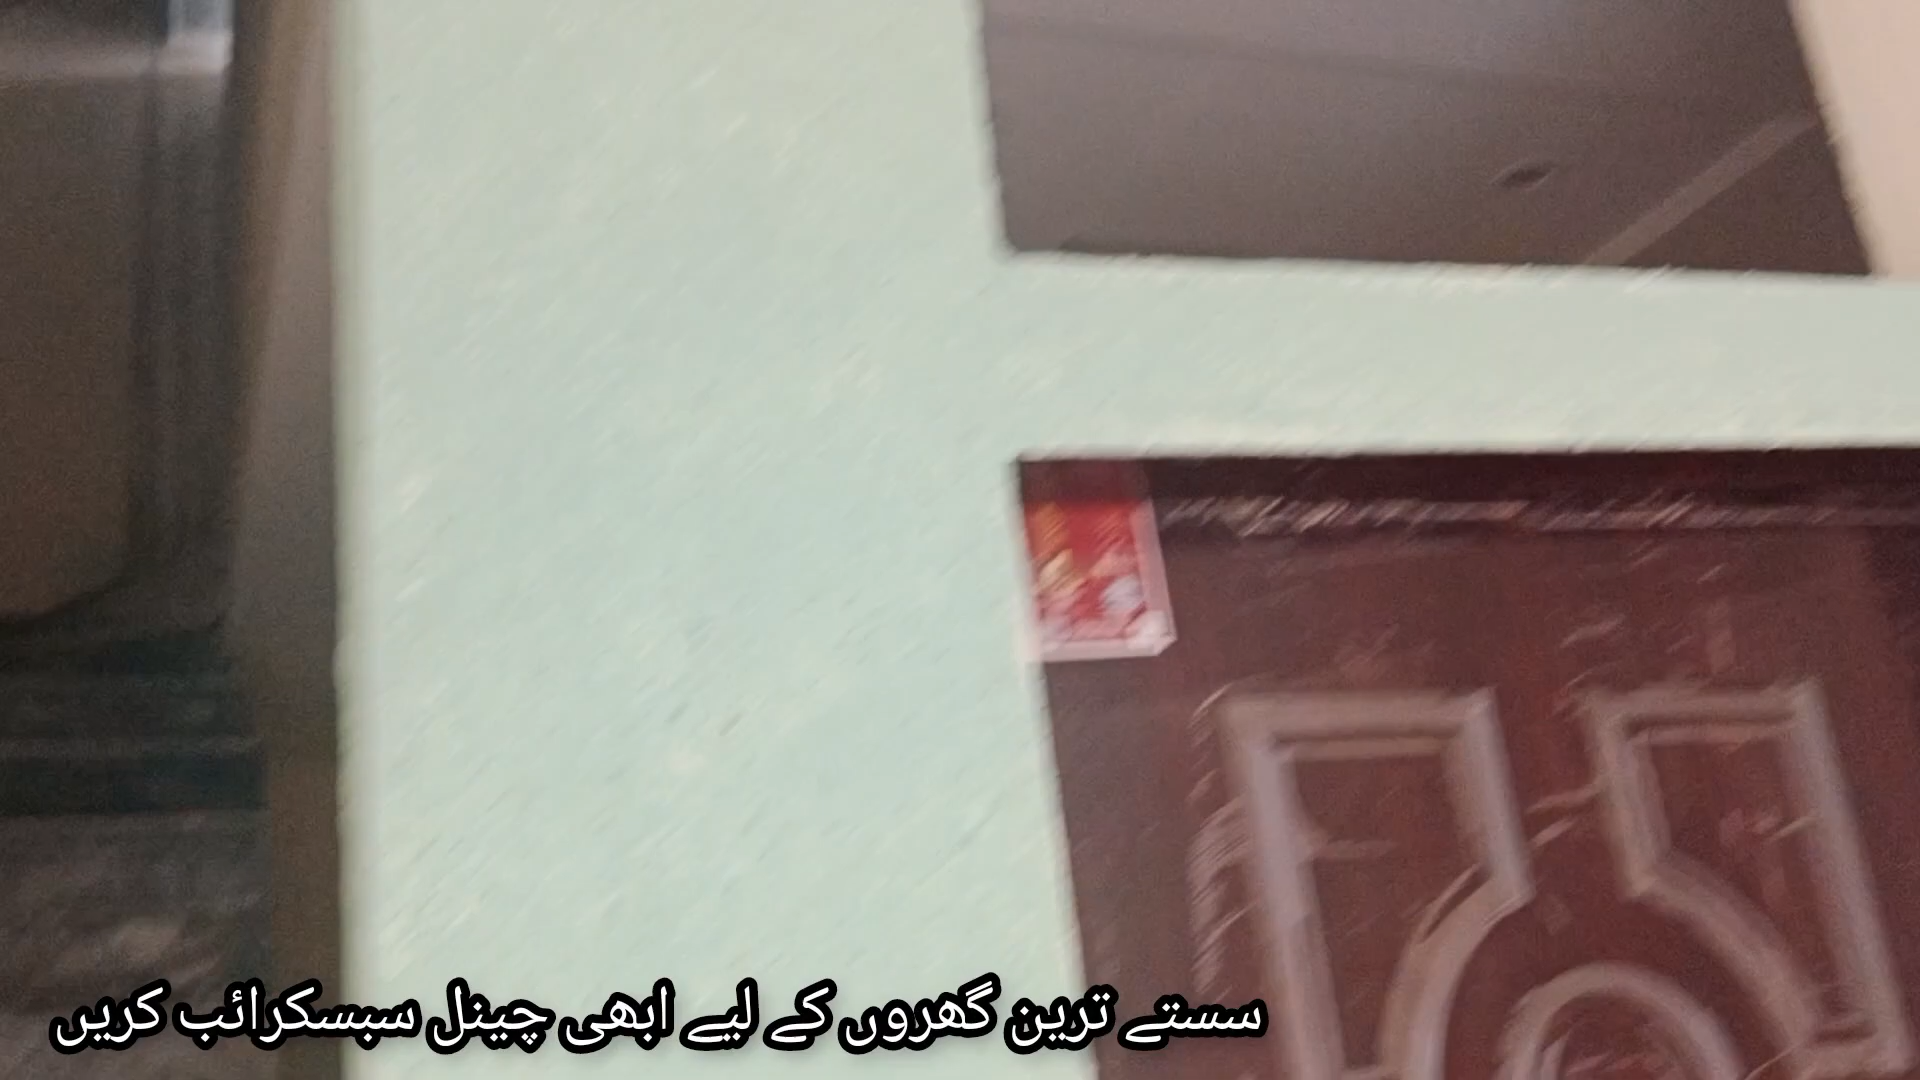 سستے ترین گھروں کے لیے ابھی چینل سبسکرائب کریں